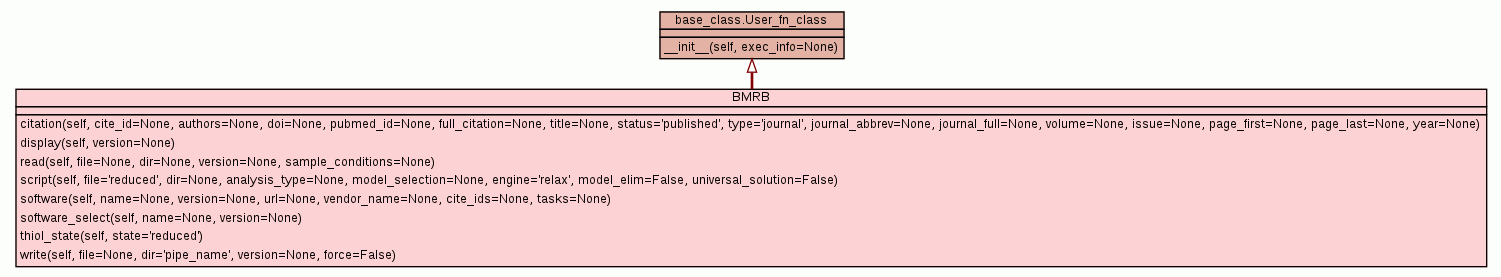 base_class.User_fn_class
__init__(self, exec_info=None)
BMRB
citation(self, cite_id=None, authors=None, doi=None, pubmed_id=None, full_citation=None, title=None, status='published', type='journal', journal_abbrev=None, journal_full=None, volume=None, issue=None, page_first=None, page_last=None, year=None)
display(self, version=None)
read(self, file=None, dir=None, version=None, sample_conditions=None)
script(self, file='reduced', dir=None, analysis_type=None, model_selection=None, engine='relax', model_elim=False, universal_solution=False)
software(self, name=None, version=None, url=None, vendor_name=None, cite_ids=None, tasks=None)
software_select(self, name=None, version=None)
thiol_state(self, state='reduced')
write(self, file=None, dir='pipe_name', version=None, force=False)